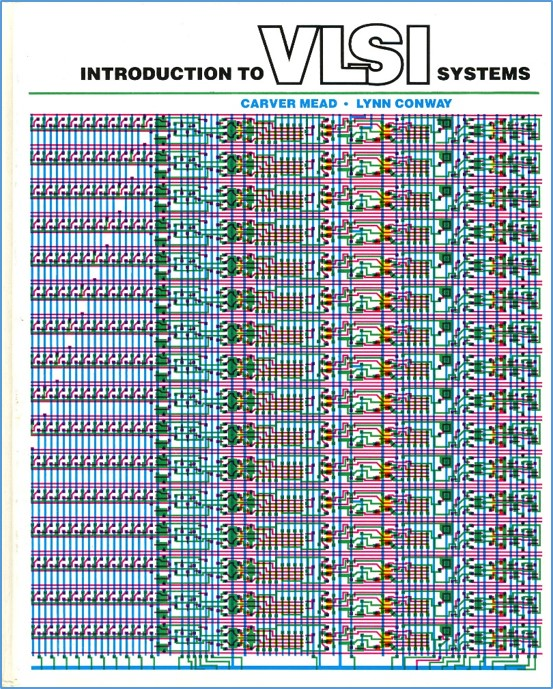 INTRODUCTION TO VLSI SYSTEMS
CARVER MEAD • LYNN CONWAY